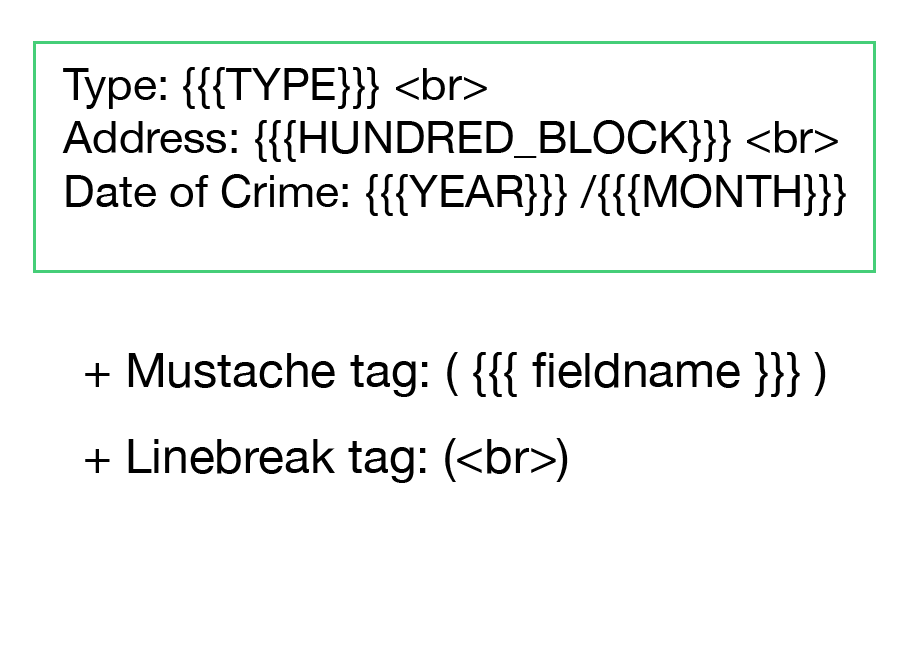 Type: {{{TYPE}}} <br>
Address: {{{HUNDRED_BLOCK}}} <br>
Date of Crime: {{{YEAR}}} /{{{MONTH}}}
+ Mustache tag: ( {{{ fieldname }}} )
+ Linebreak tag: (<br>)